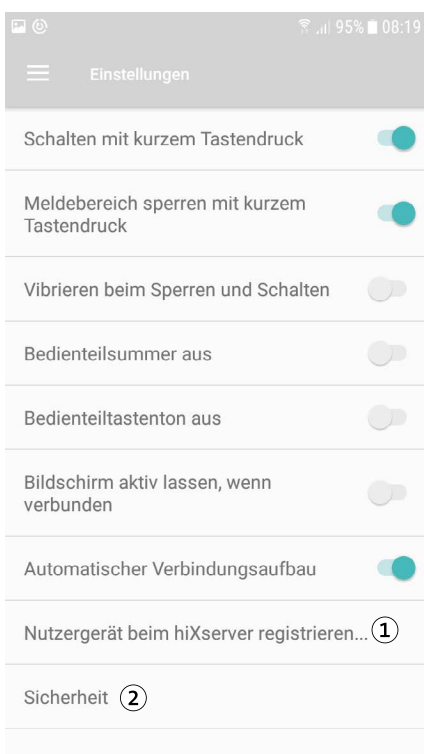 95% 08:19
Einstellungen
Schalten mit kurzem Tastendruck
Meldebereich sperren mit kurzem
Tastendruck
Vibrieren beim Sperren und Schalten
Bedienteilsummer aus
Bedienteiltastenton aus
Bildschirm aktiv lassen, wenn
verbunden
Automatischer Verbindungsaufbau
Nutzergerät beim hiXserver registrieren... 1
Sicherheit 2